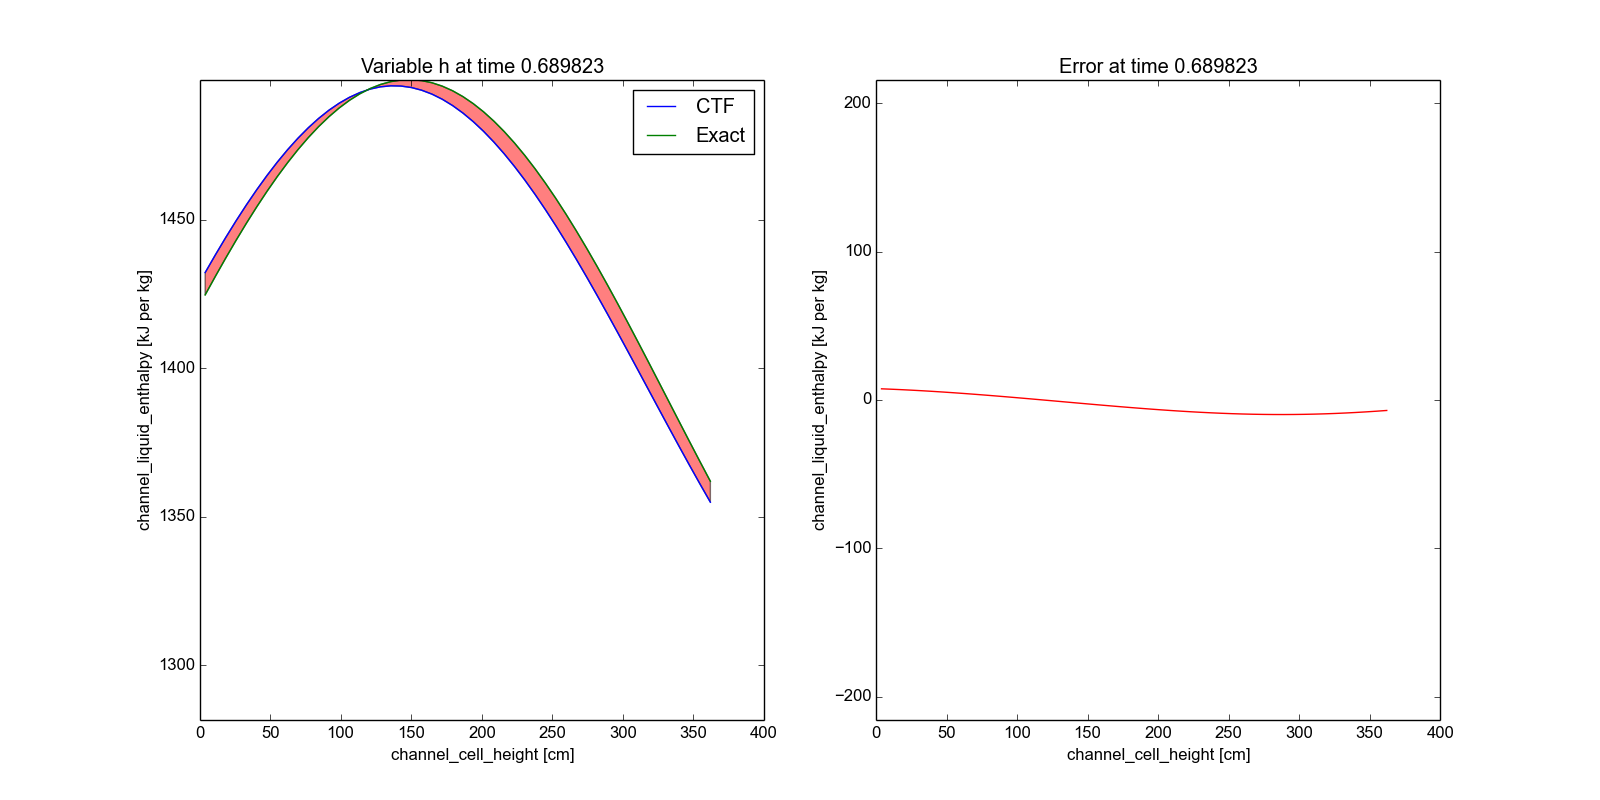 Variable h at time 0.689823
CTF
Exact
1450
1400
1350
1300
0 50 100 150 200 250 300 350 400
channel_cell_height [cm]
channel_liquid_enthalpy [kJ per kg]
Error at time 0.689823
200
100
0
−100
−200
0 50 100 150 200 250 300 350 400
channel_cell_height [cm]
channel_liquid_enthalpy [kJ per kg]